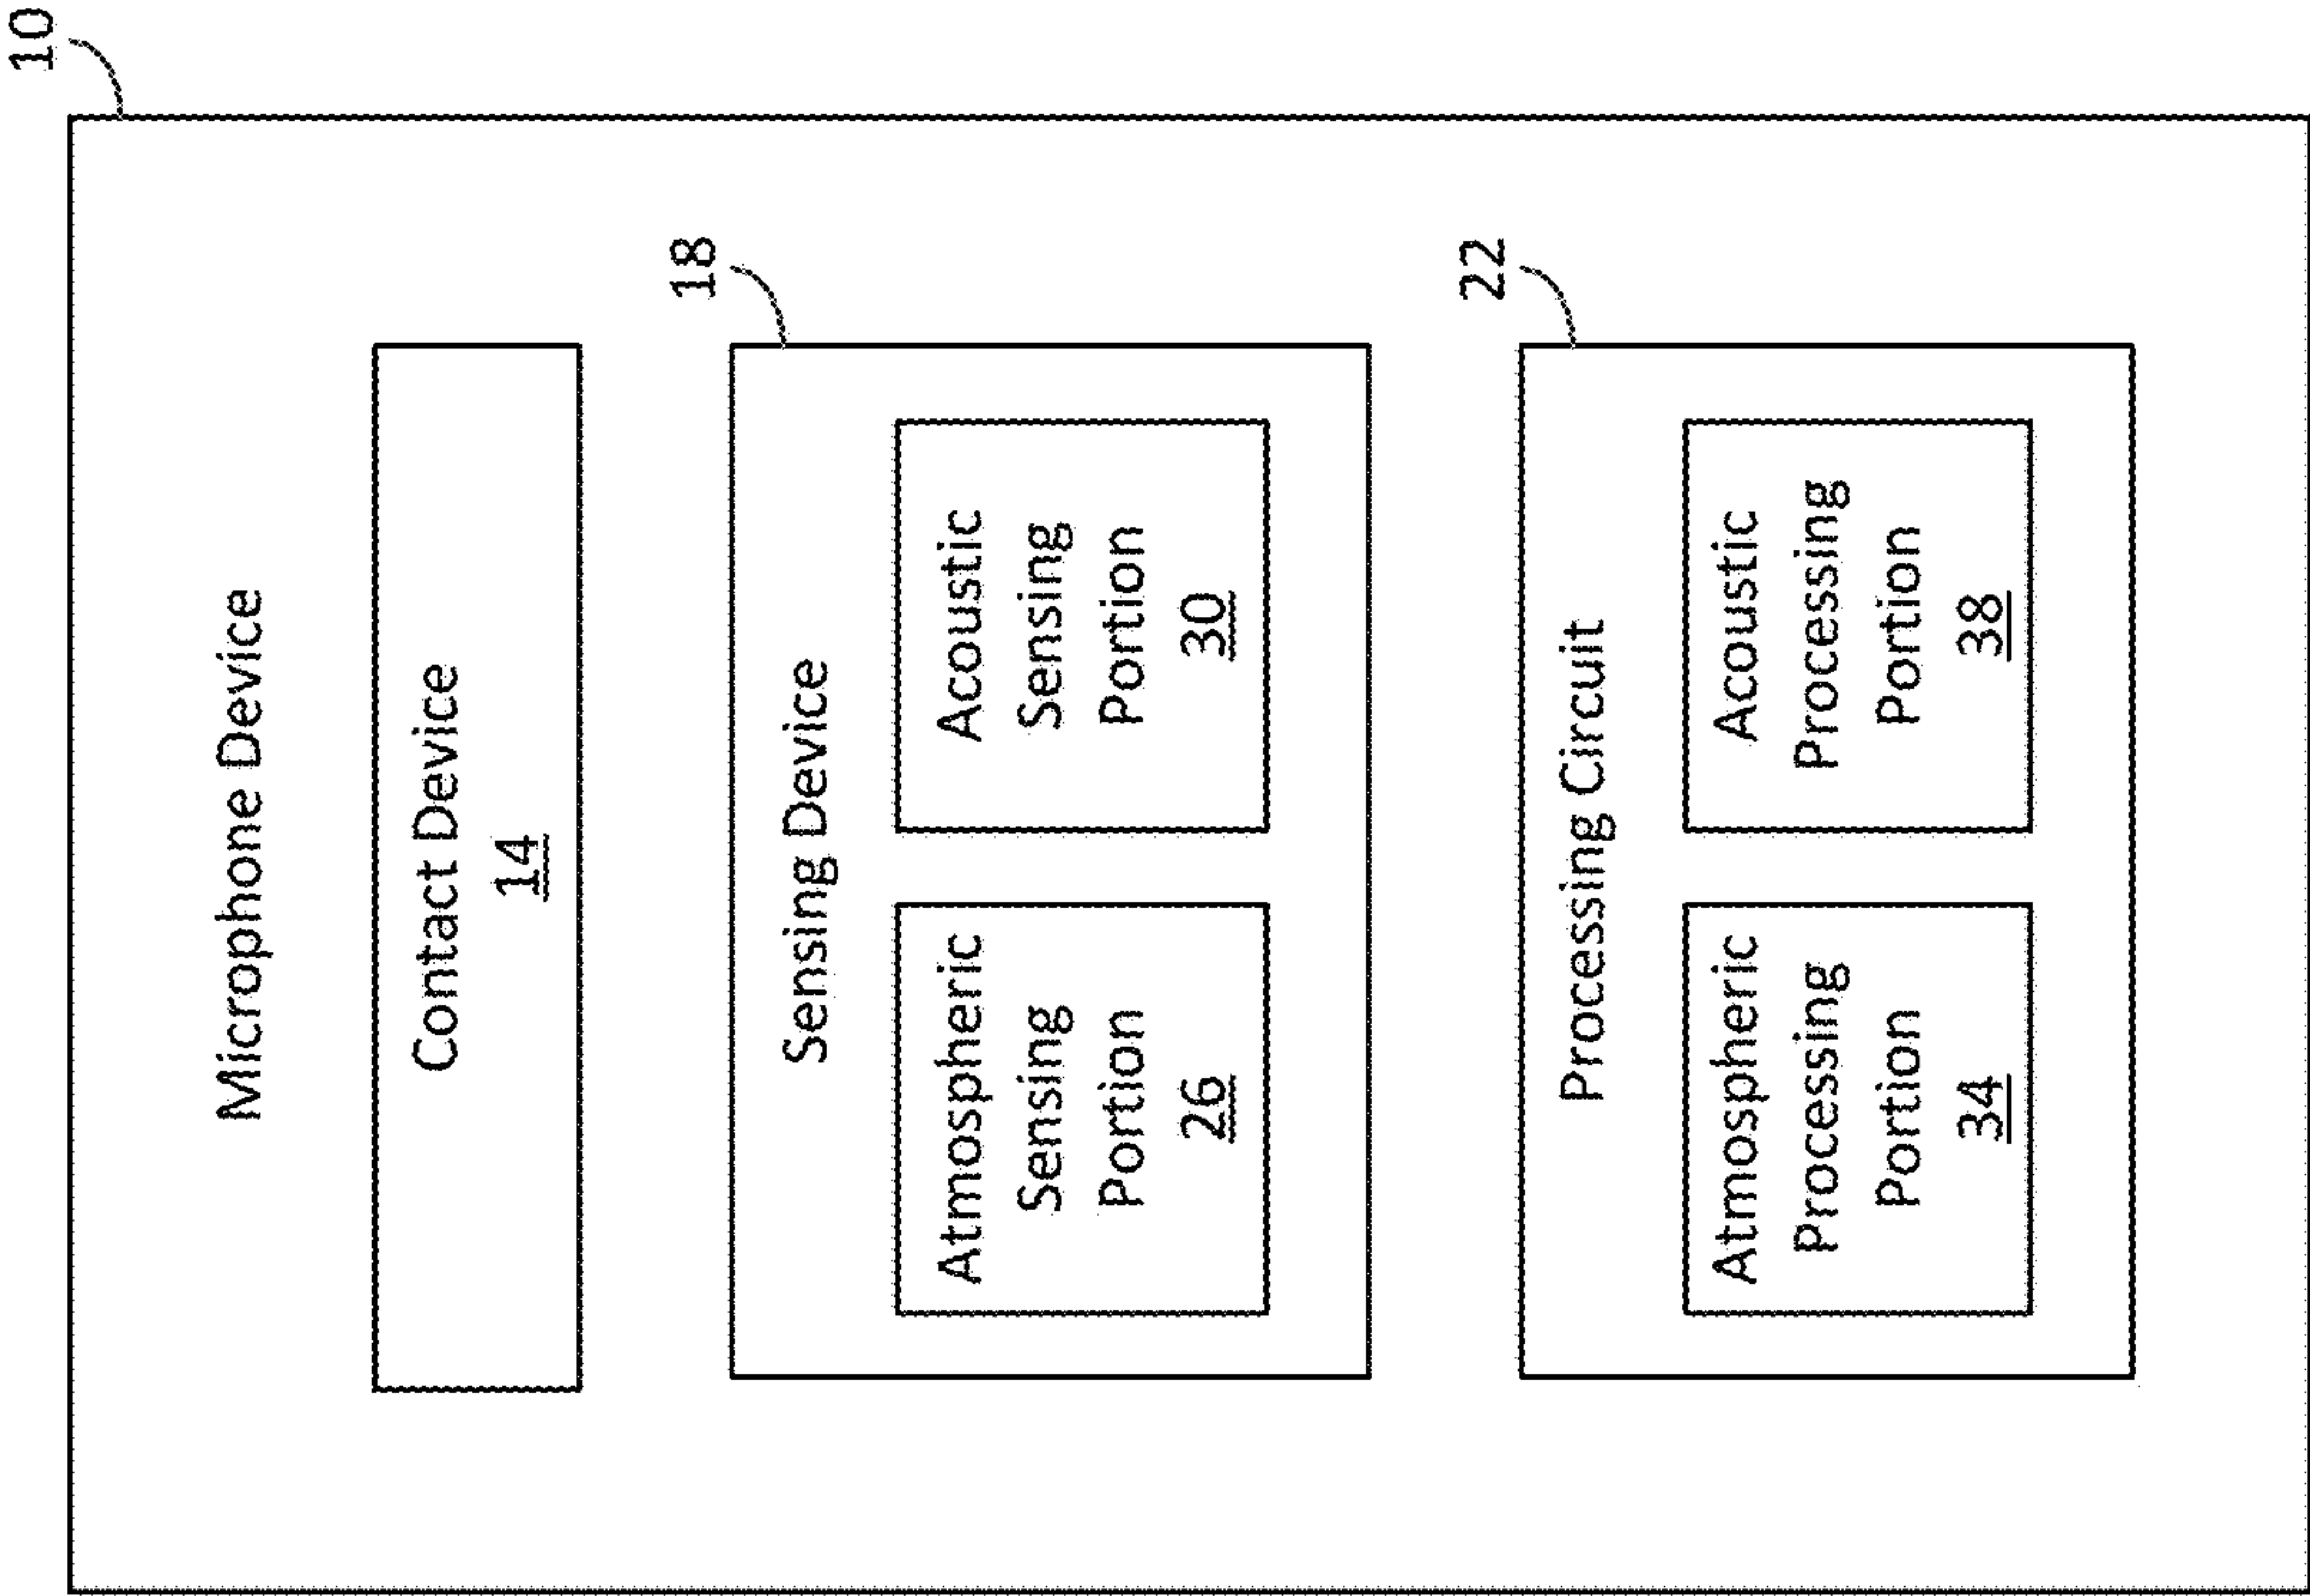 10
Microphone Device
Contact Device
14
18
Sensing Device
Atmospheric
Sensing
Portion
26
Acoustic
Sensing
Portion
30
22
Processing Circuit
Atmospheric
Processing
Portion
34
Acoustic
Processing
Portion
38